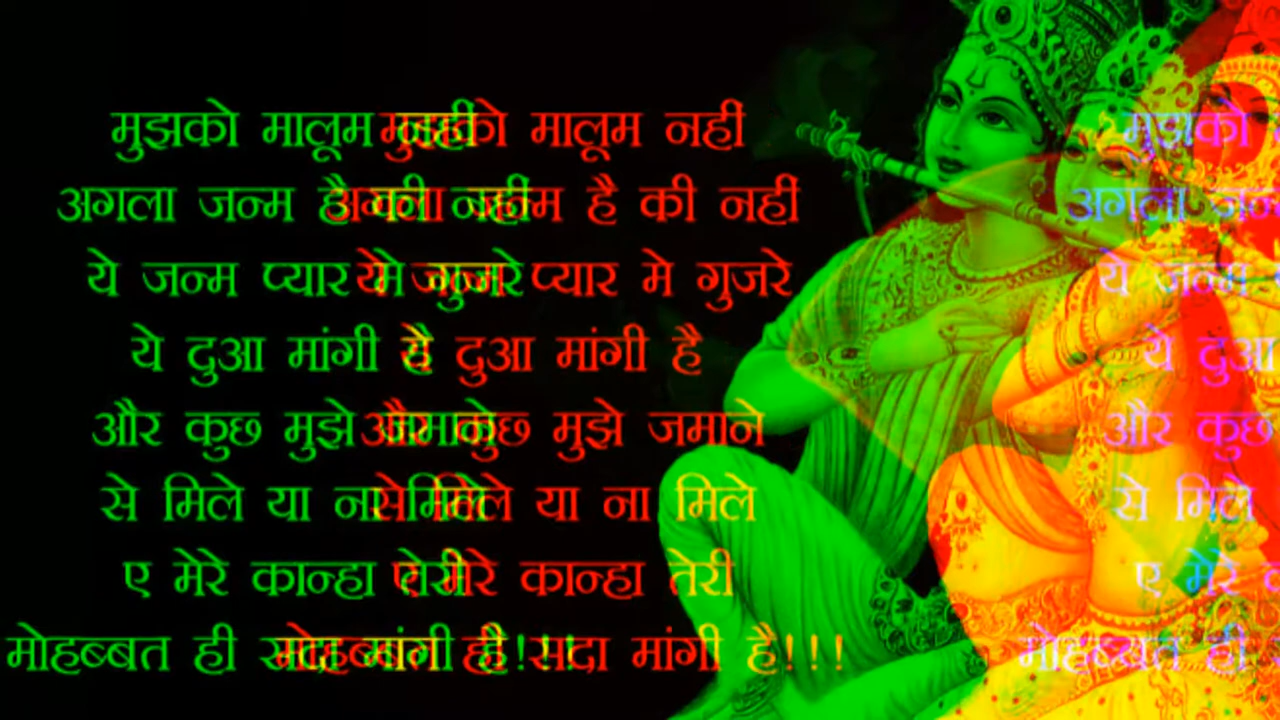 मुझको मालूम नहीं
अगला जन्म है की नहीं
ये जन्म प्यार मे गुजरे
ये दुआ मांगी है
और कुछ मुझे जमाने
से मिले या ना मिले
ए मेरे कान्हा तेरी
मोहब्बत ही सदा मांगी है!!!